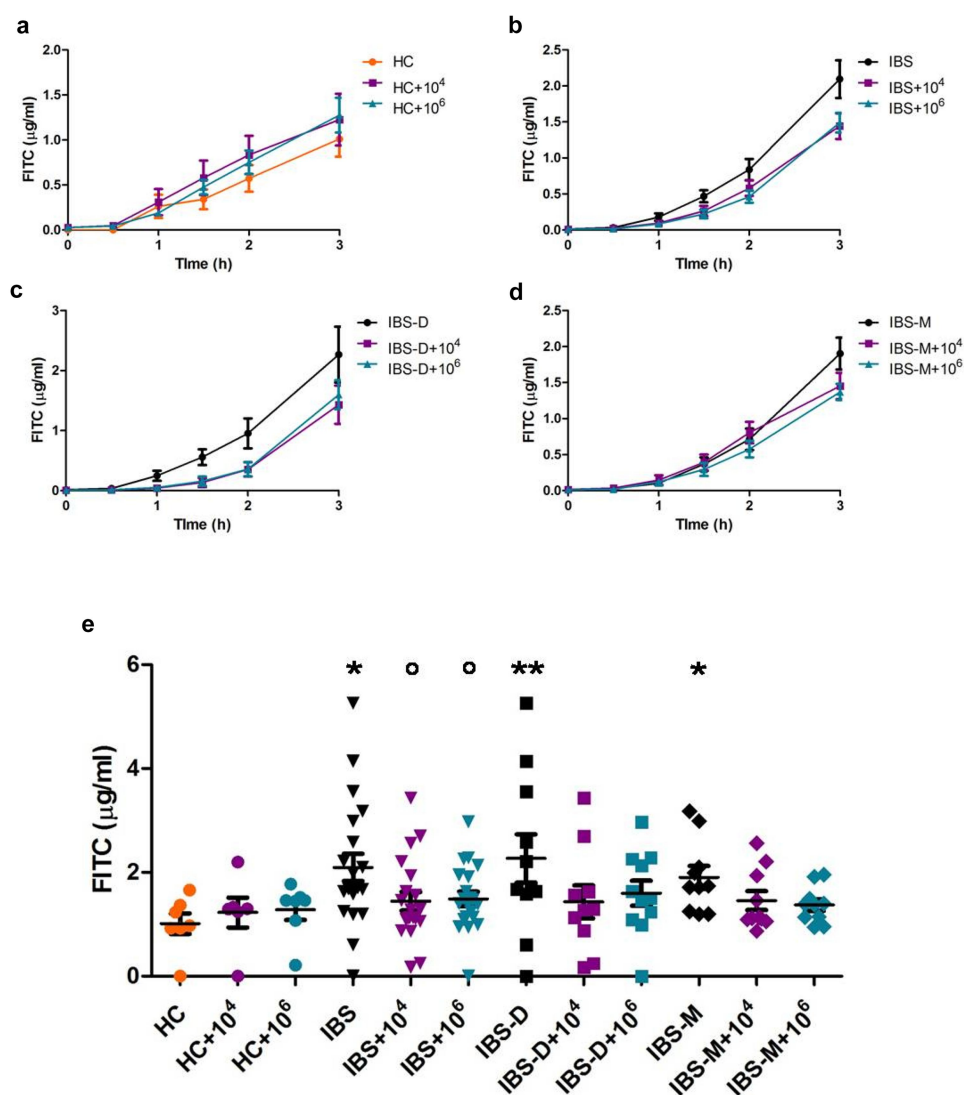 a
2.0
1.5
1.0
0.5
0.0
FITC (µg/ml)
0 1 2 3
TIme (h)
HC
HC+10⁴
HC+10⁶
b
2.5
2.0
1.5
1.0
0.5
0.0
FITC (µg/ml)
0 1 2 3
TIme (h)
IBS
IBS+10⁴
IBS+10⁶
c
3
2
1
0
FITC (µg/ml)
0 1 2 3
TIme (h)
IBS-D
IBS-D+10⁴
IBS-D+10⁶
d
2.5
2.0
1.5
1.0
0.5
0.0
FITC (µg/ml)
0 1 2 3
TIme (h)
IBS-M
IBS-M+10⁴
IBS-M+10⁶
e
* o o ** *
6
4
2
0
FITC (µg/ml)
HC
HC+10⁴
HC+10⁶
IBS
IBS+10⁴
IBS+10⁶
IBS-D
IBS-D+10⁴
IBS-D+10⁶
IBS-M
IBS-M+10⁴
IBS-M+10⁶